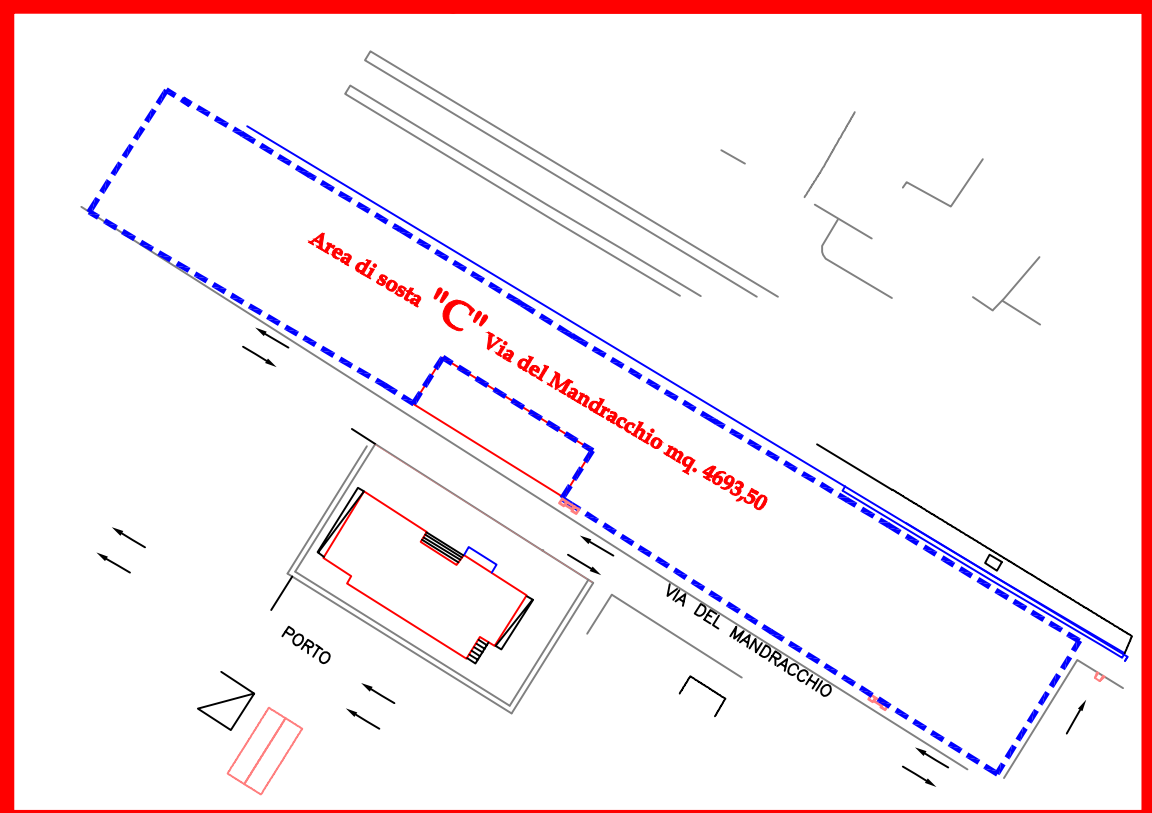 Area di sosta "C" Via del Mandracchio mq. 4693,50
VIA DEL MANDRACCHIO
PORTO